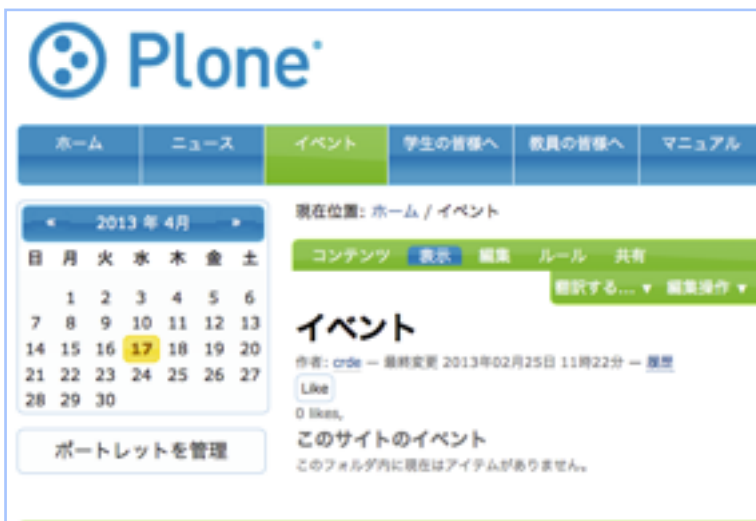 Plone
ホーム ニュース イベント 学生の皆様へ 教員の皆様へ マニュアル
« 2013 年 4月 »
日 月 火 水 木 金 土
1 2 3 4 5 6
7 8 9 10 11 12 13
14 15 16 17 18 19 20
21 22 23 24 25 26 27
28 29 30
ポートレットを管理
現在位置: ホーム / イベント
コンテンツ 表示 編集 ルール 共有
翻訳する... ▼ 編集操作 ▼
イベント
作者: crde — 最終変更 2013年02月25日 11時22分 — 履歴
Like
0 likes,
このサイトのイベント
このフォルダ内に現在はアイテムがありません。